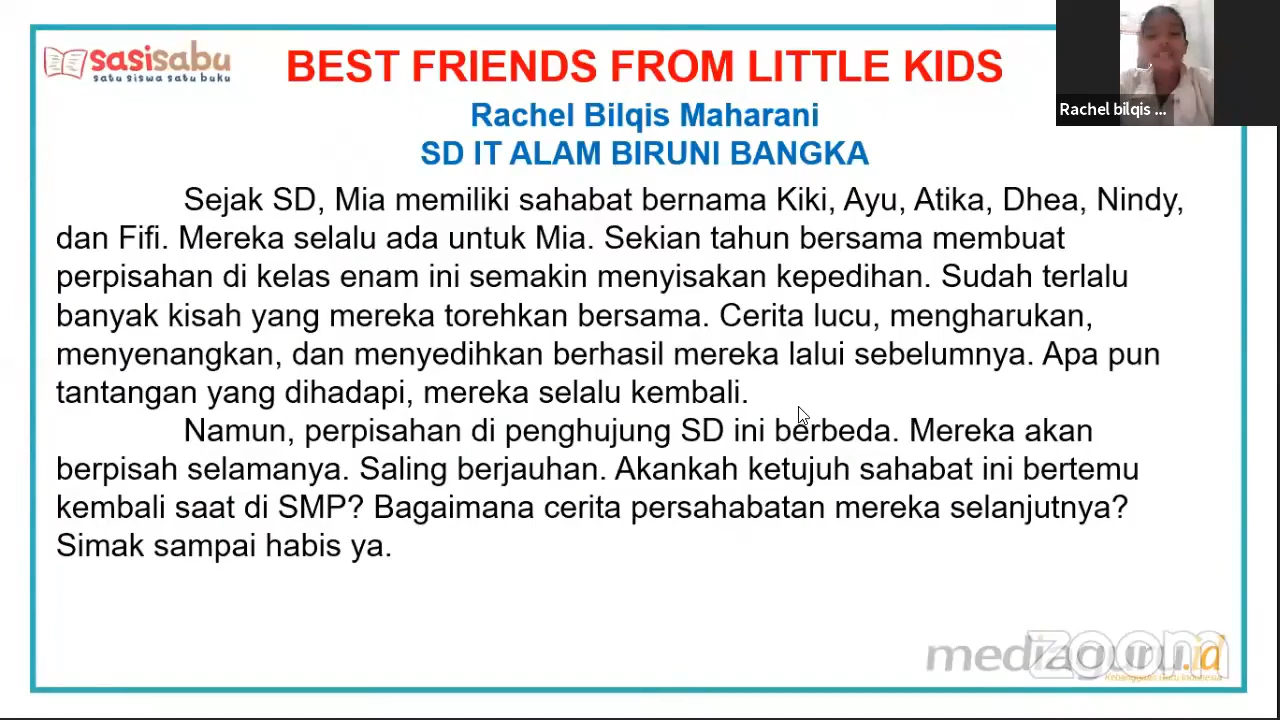 sasisabu
satu siswa satu buku
BEST FRIENDS FROM LITTLE KIDS
Rachel Bilqis Maharani
SD IT ALAM BIRUNI BANGKA
Rachel bilqis ...
Sejak SD, Mia memiliki sahabat bernama Kiki, Ayu, Atika, Dhea, Nindy,
dan Fifi. Mereka selalu ada untuk Mia. Sekian tahun bersama membuat
perpisahan di kelas enam ini semakin menyisakan kepedihan. Sudah terlalu
banyak kisah yang mereka torehkan bersama. Cerita lucu, mengharukan,
menyenangkan, dan menyedihkan berhasil mereka lalui sebelumnya. Apa pun
tantangan yang dihadapi, mereka selalu kembali.
Namun, perpisahan di penghujung SD ini berbeda. Mereka akan
berpisah selamanya. Saling berjauhan. Akankah ketujuh sahabat ini bertemu
kembali saat di SMP? Bagaimana cerita persahabatan mereka selanjutnya?
Simak sampai habis ya.
mediaguru.id
zoom